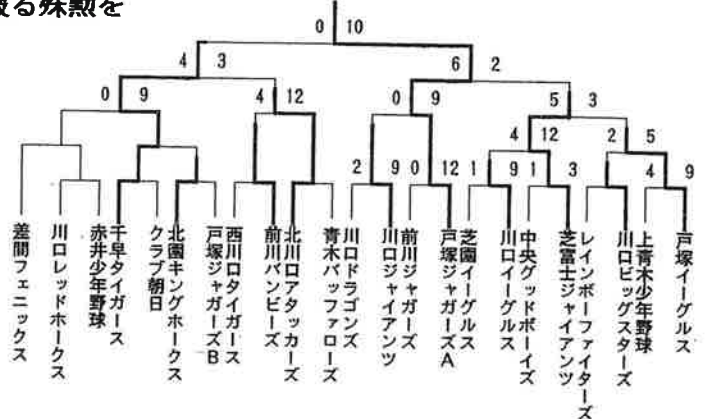 殺る殊勲を
0 10
4 3 6 2
0 9 4 12 0 9 5 3
4 12 2 5
2 9 0 12 1 9 1 3 4 9
差間フェニックス
川口レッドホークス
赤井少年野球
千早タイガース
クラブ朝日
北園キングホークス
戸塚ジャガーズB
西川口タイガース
前川バンビーズ
北川口アタッカーズ
青木バッファローズ
川口ドラゴンズ
川口ジャイアンツ
前川ジャガーズ
戸塚ジャガーズA
芝園イーグルス
川口イーグルス
中央グッドボーイズ
芝富士ジャイアンツ
レインボーファイターズ
川口ビッグスターズ
上青木少年野球
戸塚イーグルス